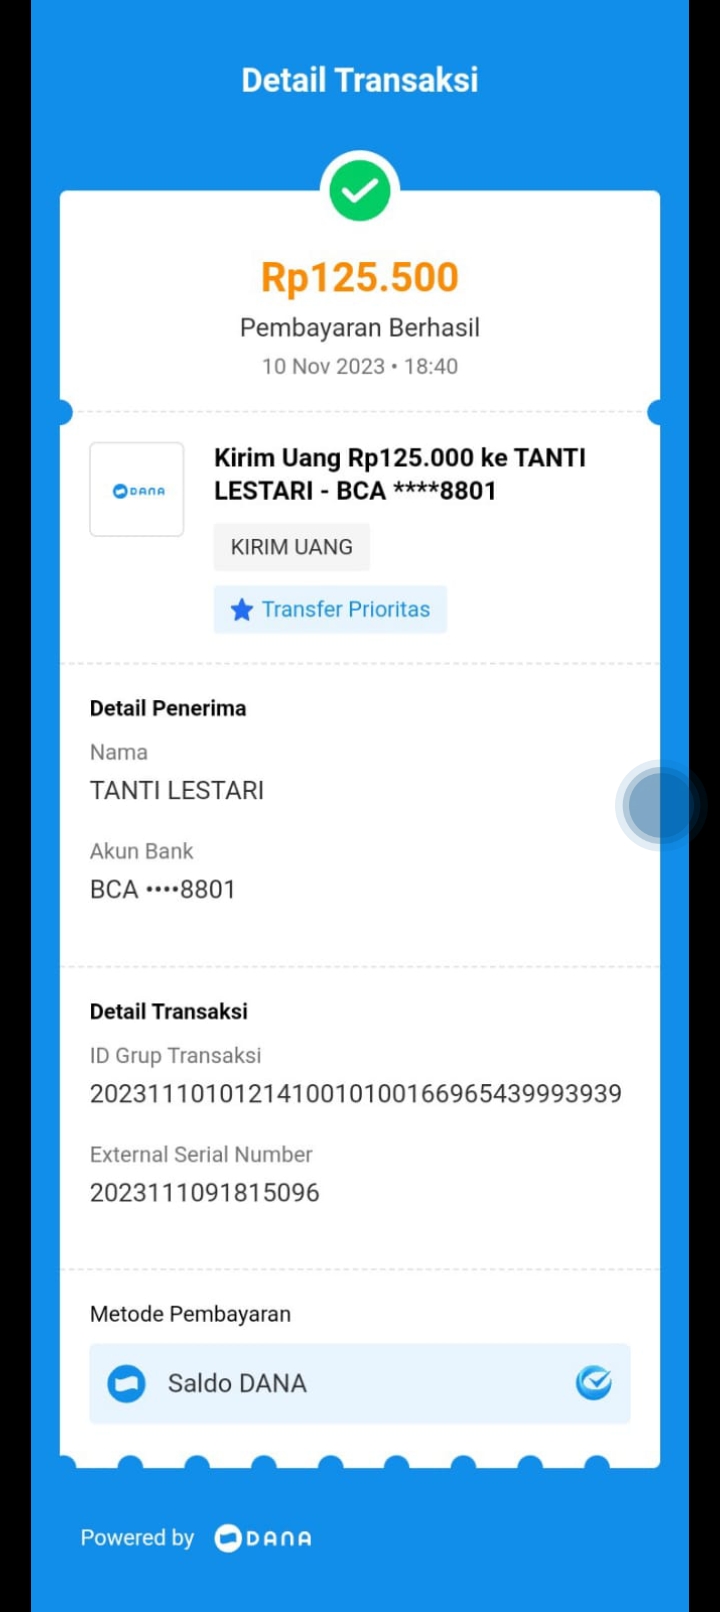 Detail Transaksi
Rp125.500
Pembayaran Berhasil
10 Nov 2023 • 18:40
DANA
Kirim Uang Rp125.000 ke TANTI
LESTARI - BCA ****8801
KIRIM UANG
Transfer Prioritas
Detail Penerima
Nama
TANTI LESTARI
Akun Bank
BCA ••••8801
Detail Transaksi
ID Grup Transaksi
2023111010121410010100166965439993939
External Serial Number
2023111091815096
Metode Pembayaran
Saldo DANA
Powered by DANA